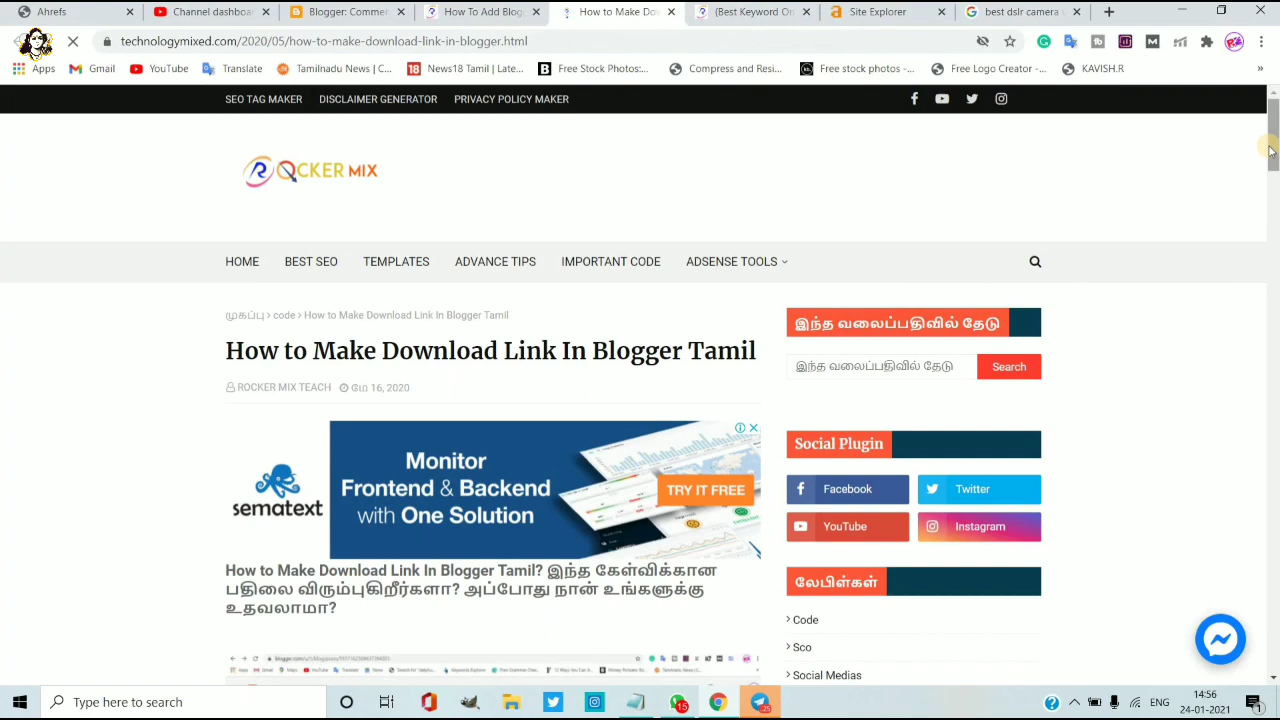 Ahrefs
Channel dashboa
Blogger: Comme
How To Add Blog
How to Make Do
{Best Keyword On
Site Explorer
best dslr camera
technologymixed.com/2020/05/how-to-make-download-link-in-blogger.html
Apps
Gmail
YouTube
Translate
Tamilnadu News | C...
News18 Tamil | Late...
Free Stock Photos:...
Compress and Resi...
Free stock photos -...
Free Logo Creator -...
KAVISH.R
SEO TAG MAKER
DISCLAIMER GENERATOR
PRIVACY POLICY MAKER
ROCKER MIX
HOME
BEST SEO
TEMPLATES
ADVANCE TIPS
IMPORTANT CODE
ADSENSE TOOLS
முகப்பு > code > How to Make Download Link In Blogger Tamil
How to Make Download Link In Blogger Tamil
ROCKER MIX TEACH
மே 16, 2020
Monitor
Frontend & Backend
with One Solution
sematext
TRY IT FREE
How to Make Download Link In Blogger Tamil? இந்த கேள்விக்கான
பதிலை விரும்புகிறீர்களா? அப்போது நான் உங்களுக்கு
உதவலாமா?
இந்த வலைப்பதிவில் தேடு
இந்த வலைப்பதிவில் தேடு
Search
Social Plugin
Facebook
Twitter
YouTube
Instagram
லேபிள்கள்
Code
Sco
Social Medias
Type here to search
15
25
ENG
14:56
24-01-2021
1